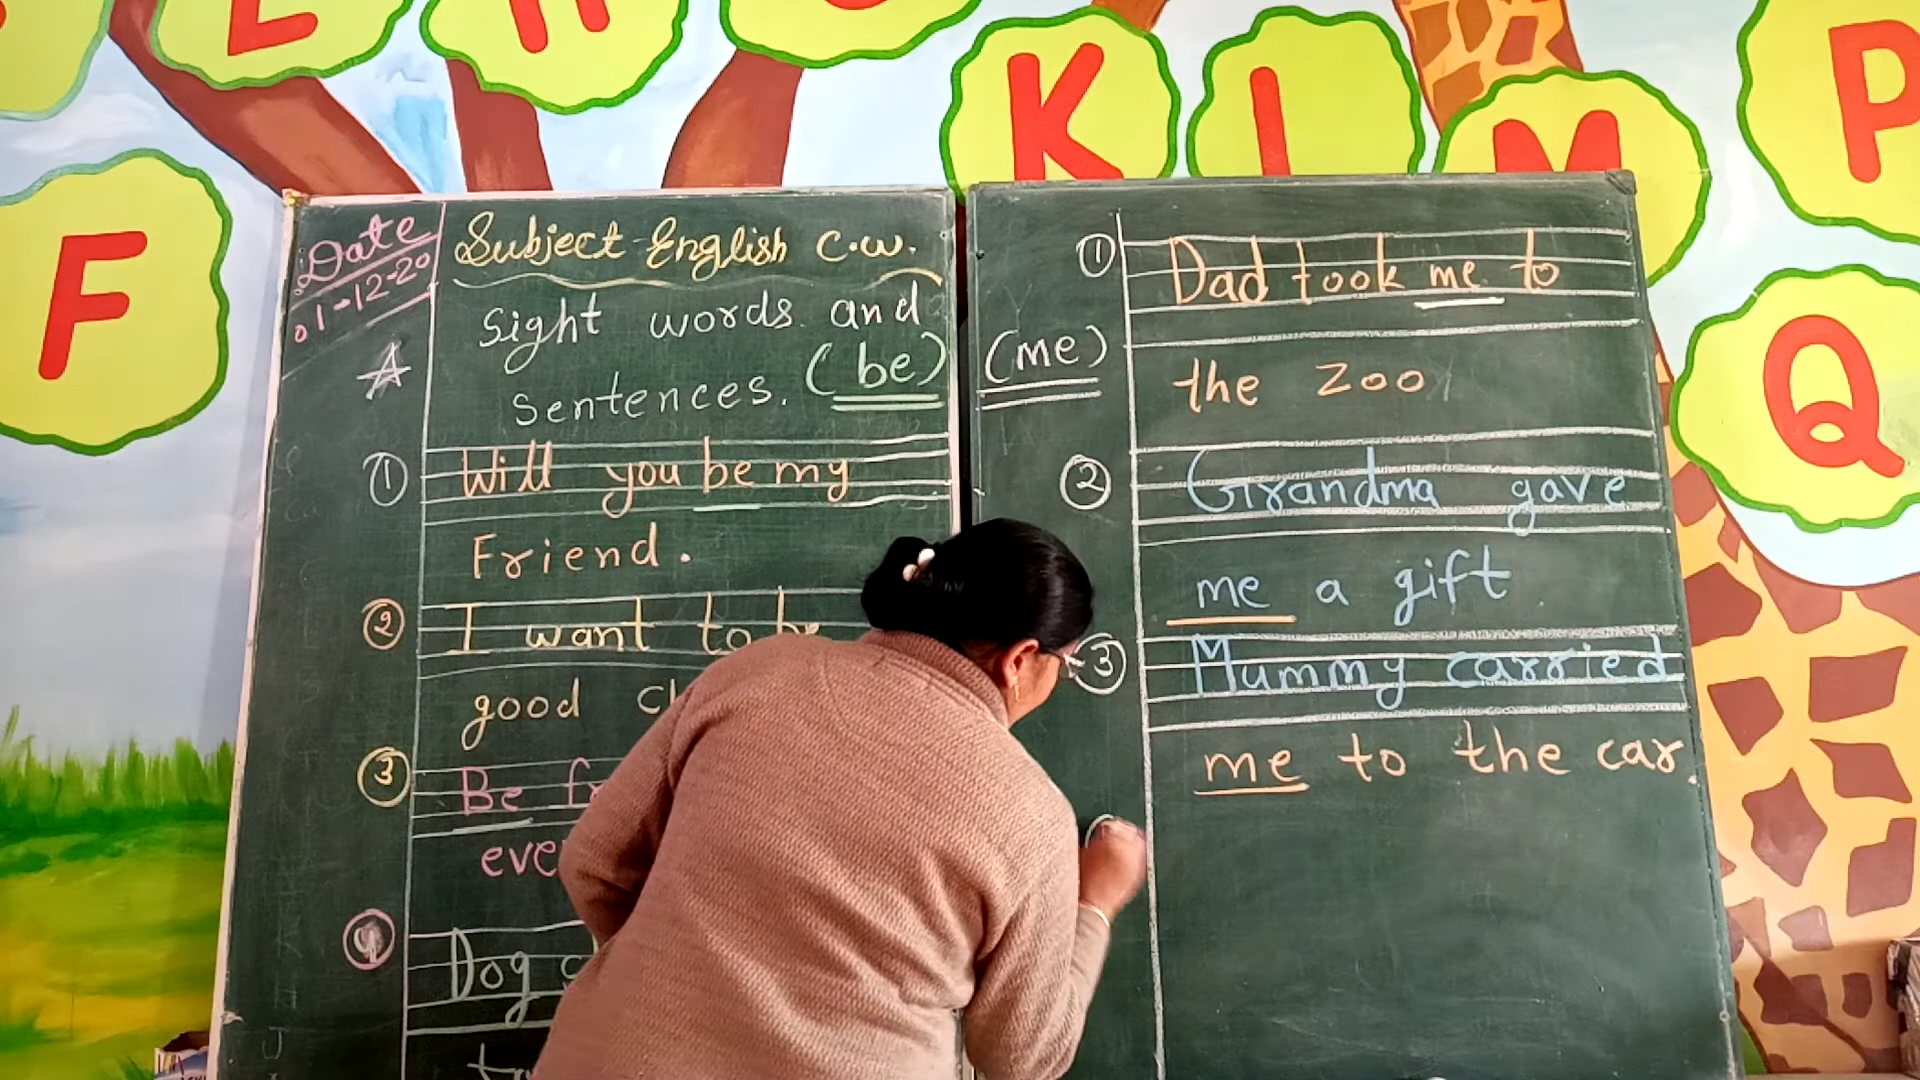 F
K
M
P
Q
Date
01-12-20
Subject English C.W.
Sight words and
sentences. (be)
① Will you be my
Friend.
② I want to
good
③ Be
④ Dog
(me)
① Dad took me to
the zoo
② Grandma gave
me a gift
③ Mummy carried
me to the car.